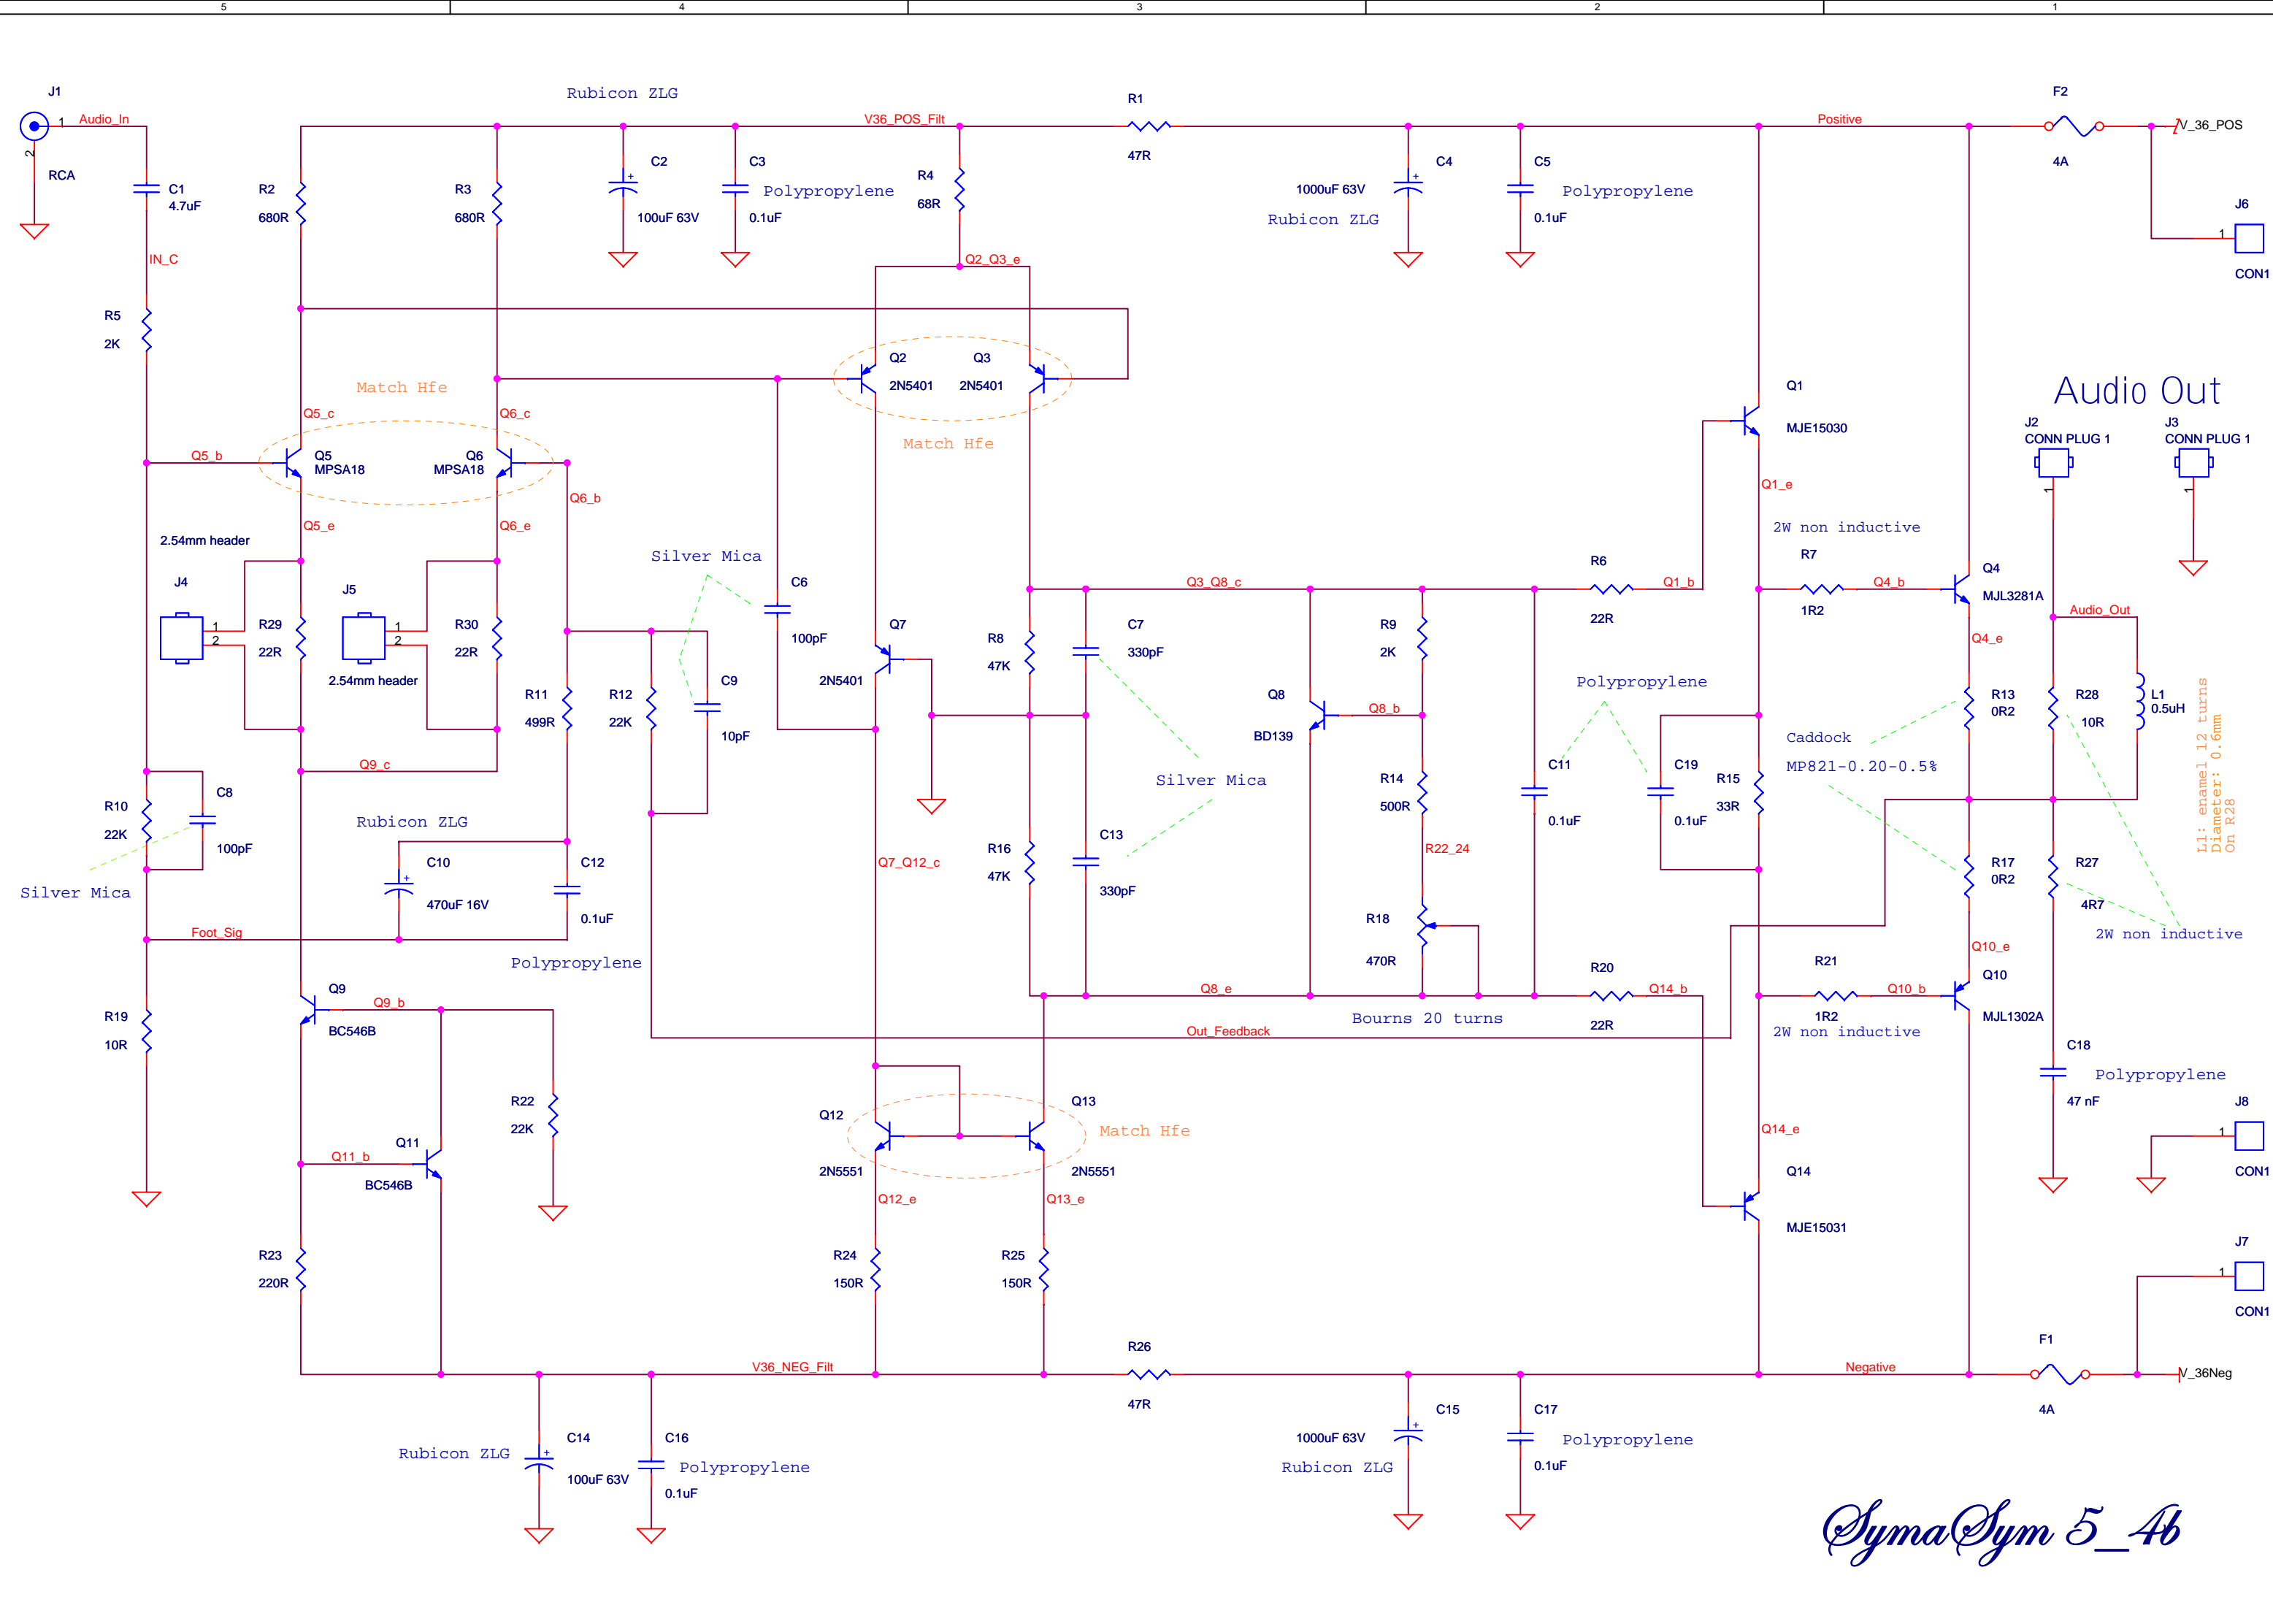 5
4
3
2
1
J1
1
Audio_In
2
RCA
C1
4.7uF
IN_C
R5
2K
R2
680R
R3
680R
Rubicon ZLG
C2
100uF 63V
C3
Polypropylene
0.1uF
V36_POS_Filt
R4
68R
Q2_Q3_e
R1
47R
1000uF 63V
C4
Rubicon ZLG
C5
Polypropylene
0.1uF
Positive
F2
4A
V_36_POS
J6
1
CON1
Match Hfe
Q5_c
Q6_c
Q5_b
Q5
MPSA18
Q6
MPSA18
Q6_b
Q5_e
Q6_e
Q2
2N5401
Q3
2N5401
Match Hfe
Q1
MJE15030
Q1_e
Audio Out
J2
CONN PLUG 1
1
J3
CONN PLUG 1
1
2.54mm header
J4
1
2
R29
22R
J5
1
2
R30
22R
2.54mm header
Silver Mica
C6
100pF
Q7
2N5401
R11
499R
R12
22K
C9
10pF
Q3_Q8_c
R8
47K
C7
330pF
Silver Mica
Q8
BD139
Q8_b
R9
2K
R6
22R
Q1_b
2W non inductive
R7
1R2
Q4_b
Q4
MJL3281A
Q4_e
Audio_Out
R13
0R2
R28
10R
L1
0.5uH
L1: enamel 12 turns
Diameter: 0.6mm
On R28
Polypropylene
Caddock
MP821-0.20-0.5%
C11
0.1uF
C19
0.1uF
R15
33R
R14
500R
R22_24
R18
470R
Q9_c
R10
22K
C8
100pF
Silver Mica
Rubicon ZLG
C10
470uF 16V
C12
0.1uF
Polypropylene
Foot_Sig
R16
47K
C13
330pF
Q7_Q12_c
R17
0R2
R27
4R7
2W non inductive
Q10_e
Q10
MJL1302A
R19
10R
Q9
BC546B
Q9_b
R22
22K
Q11
Q11_b
BC546B
Q8_e
Bourns 20 turns
R20
22R
Q14_b
R21
1R2
2W non inductive
Q10_b
Out_Feedback
C18
Polypropylene
47 nF
Q12
2N5551
Q13
2N5551
Match Hfe
Q12_e
Q13_e
Q14_e
Q14
MJE15031
J8
1
CON1
R23
220R
R24
150R
R25
150R
J7
1
CON1
V36_NEG_Filt
R26
47R
Negative
F1
4A
V_36Neg
Rubicon ZLG
C14
100uF 63V
C16
Polypropylene
0.1uF
1000uF 63V
C15
Rubicon ZLG
C17
Polypropylene
0.1uF
SymaSym 5_4b